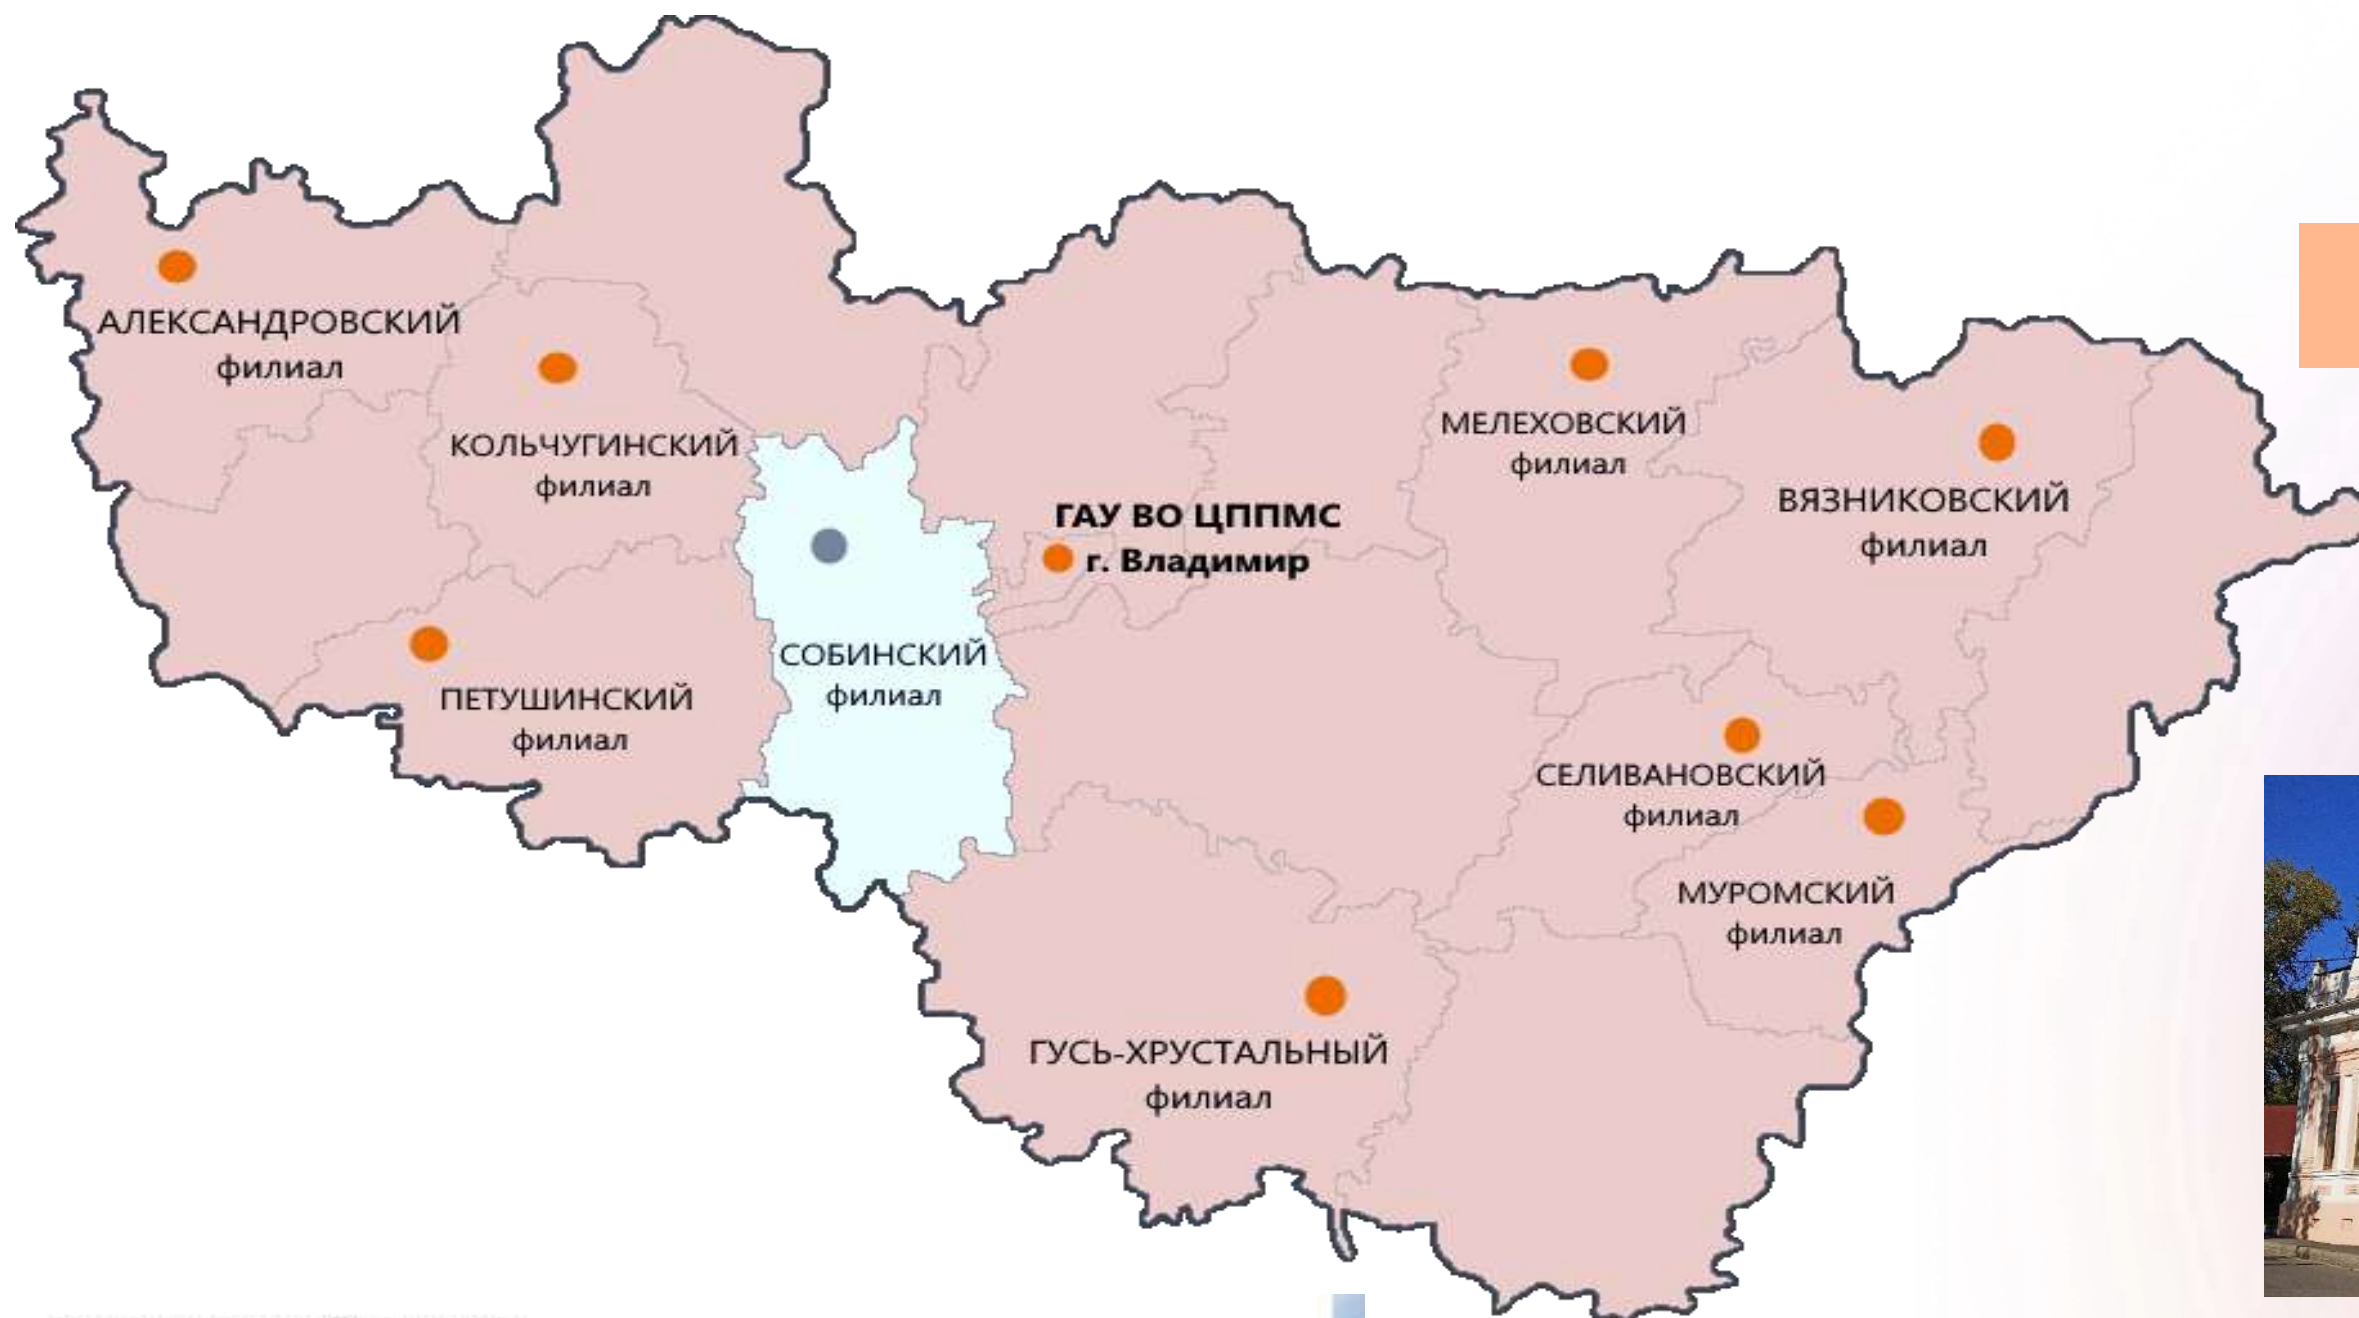 АЛЕКСАНДРОВСКИЙ
филиал
КОЛЬЧУГИНСКИЙ
филиал
МЕЛЕХОВСКИЙ
филиал
ВЯЗНИКОВСКИЙ
филиал
ГАУ ВО ЦППМС
г. Владимир
СОБИНСКИЙ
филиал
ПЕТУШИНСКИЙ
филиал
СЕЛИВАНОВСКИЙ
филиал
МУРОМСКИЙ
филиал
ГУСЬ-ХРУСТАЛЬНЫЙ
филиал